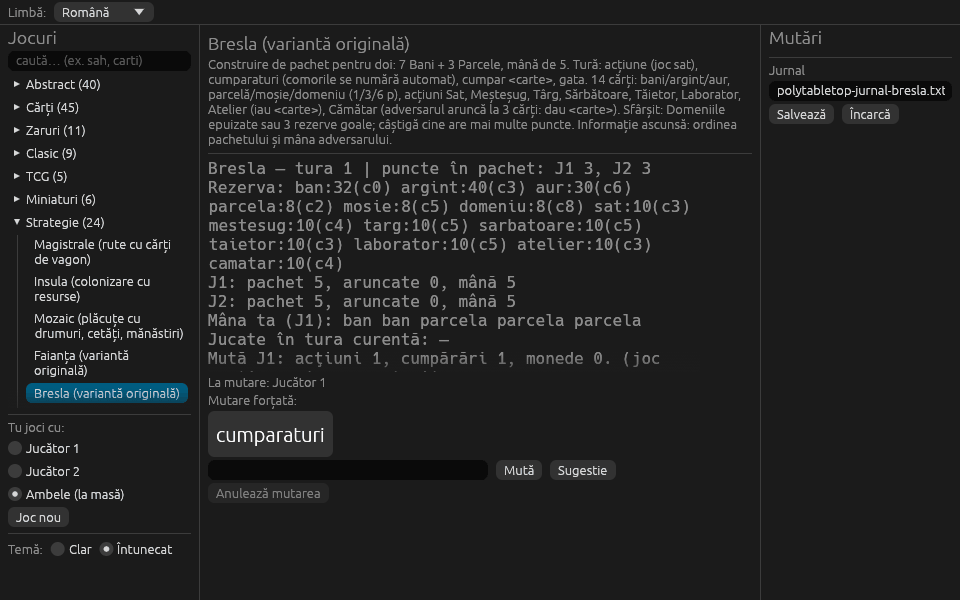 Limbă: Română
Jocuri
caută... (ex. sah, carti)
Abstract (40)
Cărți (45)
Zaruri (11)
Clasic (9)
TCG (5)
Miniaturi (6)
Strategie (24)
Magistrale (rute cu cărți
de vagon)
Insula (colonizare cu
resurse)
Mozaic (plăcuțe cu
drumuri, cetăți, mănăstiri)
Faianța (variantă
originală)
Bresla (variantă originală)
Tu joci cu:
Jucător 1
Jucător 2
Ambele (la masă)
Joc nou
Temă: Clar Întunecat
Bresla (variantă originală)
Construire de pachet pentru doi: 7 Bani + 3 Parcele, mână de 5. Tură: acțiune (joc sat),
cumparaturi (comorile se numără automat), cumpar <carte>, gata. 14 cărți: bani/argint/aur,
parcelă/moșie/domeniu (1/3/6 p), acțiuni Sat, Meșteșug, Târg, Sărbătoare, Tăietor, Laborator,
Atelier (iau <carte>), Cămătar (adversarul aruncă la 3 cărți: dau <carte>). Sfârșit: Domeniile
epuizate sau 3 rezerve goale; câștigă cine are mai multe puncte. Informație ascunsă: ordinea
pachetului și mâna adversarului.
Bresla — tura 1 | puncte în pachet: J1 3, J2 3
Rezerva: ban:32(c0) argint:40(c3) aur:30(c6)
parcela:8(c2) mosie:8(c5) domeniu:8(c8) sat:10(c3)
mestesug:10(c4) targ:10(c5) sarbatoare:10(c5)
taietor:10(c3) laborator:10(c5) atelier:10(c3)
camatar:10(c4)
J1: pachet 5, aruncate 0, mână 5
J2: pachet 5, aruncate 0, mână 5
Mâna ta (J1): ban ban parcela parcela parcela
Jucate în tura curentă: —
Mută J1: acțiuni 1, cumpărări 1, monede 0. (joc
La mutare: Jucător 1
Mutare forțată:
cumparaturi
Mută Sugestie
Anulează mutarea
Mutări
Jurnal
polytabletop-jurnal-bresla.txt
Salvează Încarcă